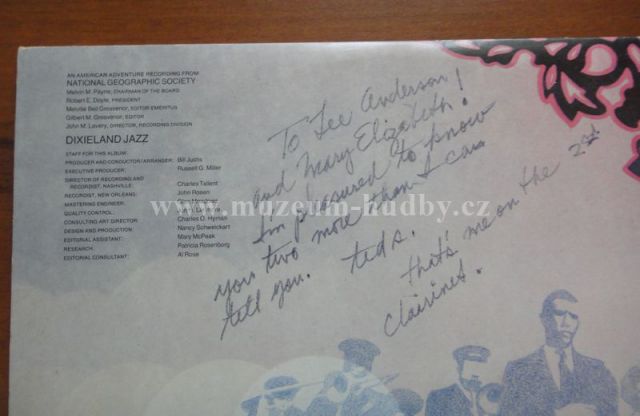 AN AMERICAN ADVENTURE RECORDING FROM
NATIONAL GEOGRAPHIC SOCIETY
Melvin M. Payne, CHAIRMAN OF THE BOARD
Robert E. Doyle, PRESIDENT
Melville Bell Grosvenor, EDITOR EMERITUS
Gilbert M. Grosvenor, EDITOR
John M. Lavery, DIRECTOR, RECORDING DIVISION
DIXIELAND JAZZ
STAFF FOR THIS ALBUM:
PRODUCER AND CONDUCTOR/ARRANGER: Bill Justis
EXECUTIVE PRODUCER: Russell G. Miller
DIRECTOR OF RECORDING AND
RECORDIST, NASHVILLE: Charles Tallent
RECORDIST, NEW ORLEANS: John Rosen
MASTERING ENGINEER:
QUALITY CONTROL:
CONSULTING ART DIRECTOR: Charles O. Hyman
DESIGN AND PRODUCTION: Nancy Schweickart
EDITORIAL ASSISTANT: Mary McPeak
RESEARCH: Patricia Rosenborg
EDITORIAL CONSULTANT: Al Rose
To Lee Anderson
and Mary Elizabeth!
I'm pleasured to know
you two more than I can
tell you. teds.
that's me on the 2nd
clairinet.
www.muzeum-hudby.cz